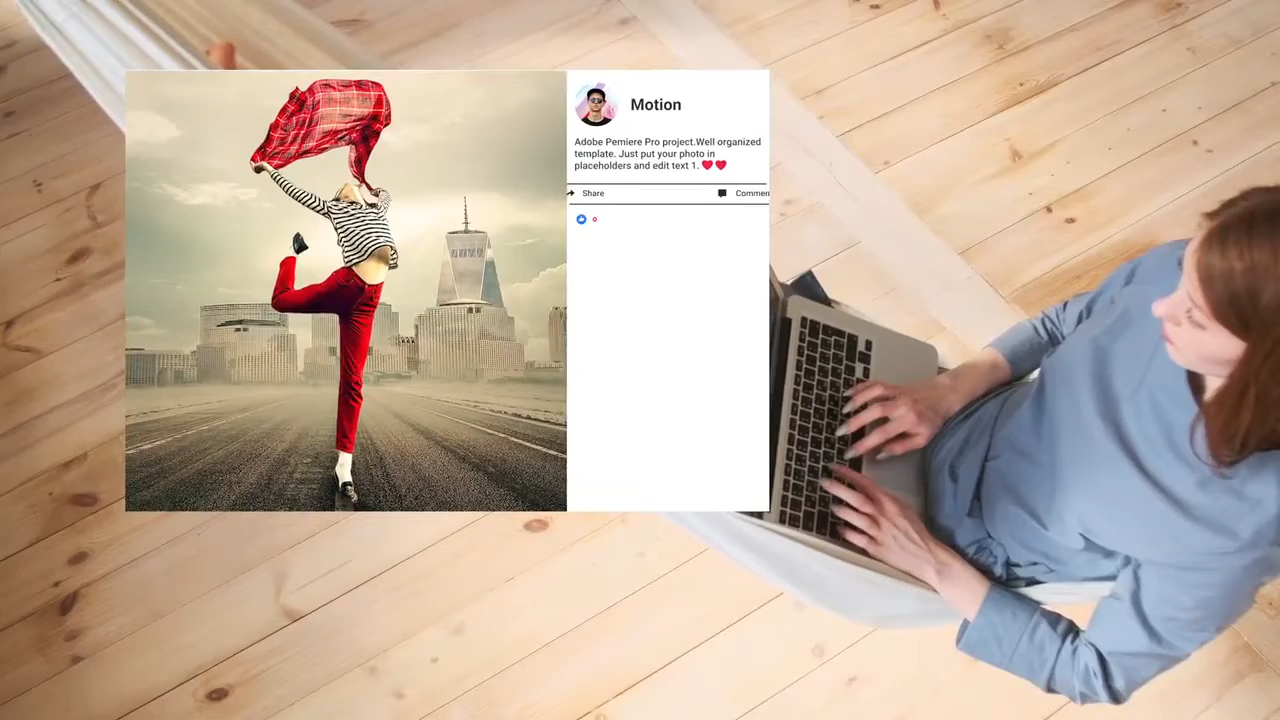 Motion
Adobe Pemiere Pro project.Well organized
template. Just put your photo in
placeholders and edit text 1. ❤❤
Share
Commen
0